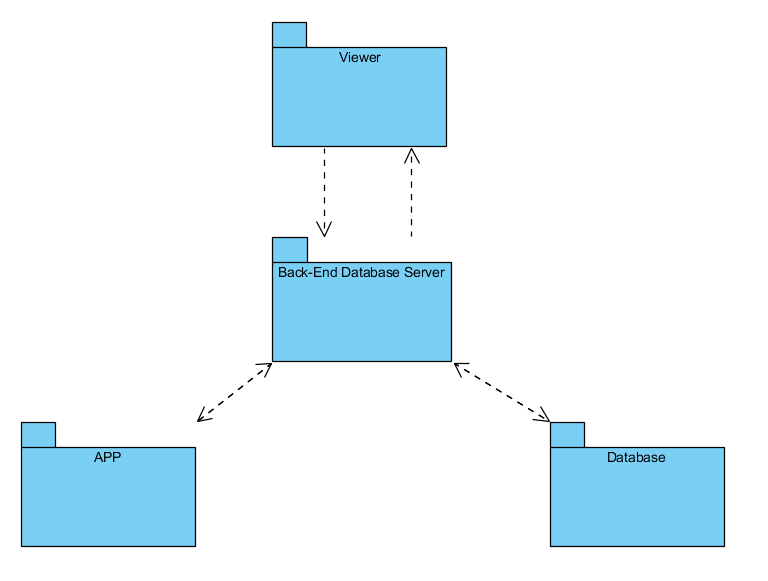 Viewer
Back-End Database Server
APP
Database